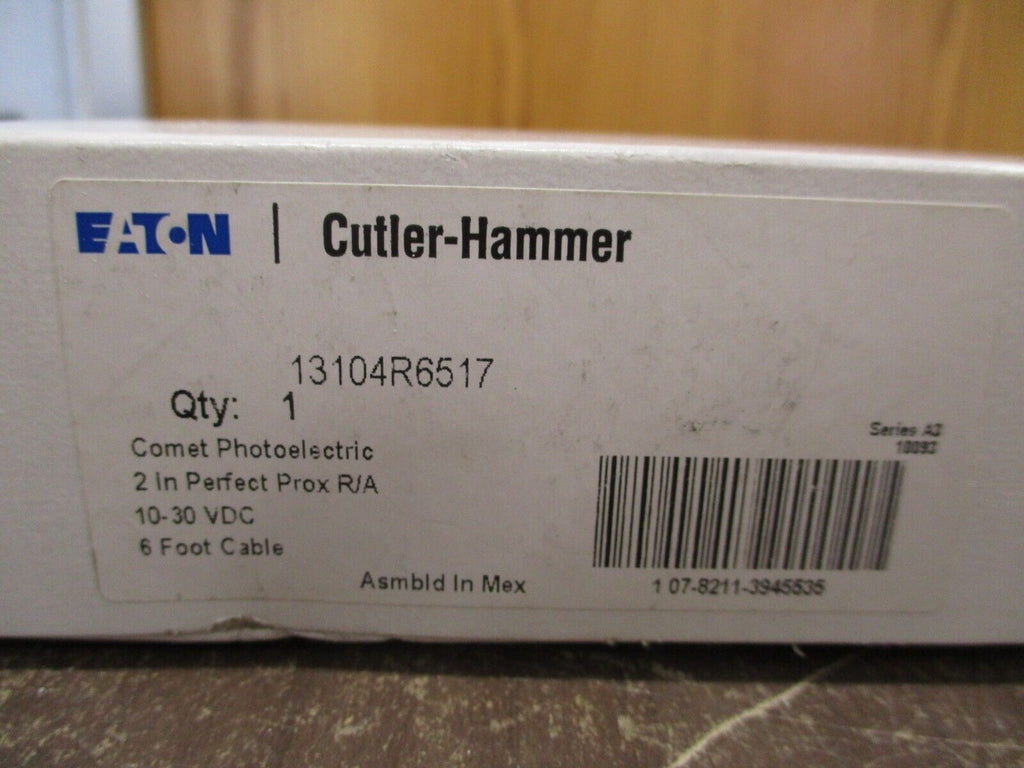 EATON | Cutler-Hammer
13104R6517
Qty: 1
Comet Photoelectric
2 In Perfect Prox R/A
10-30 VDC
6 Foot Cable
Asmbld In Mex
Series A2
1 07-8211-3945535